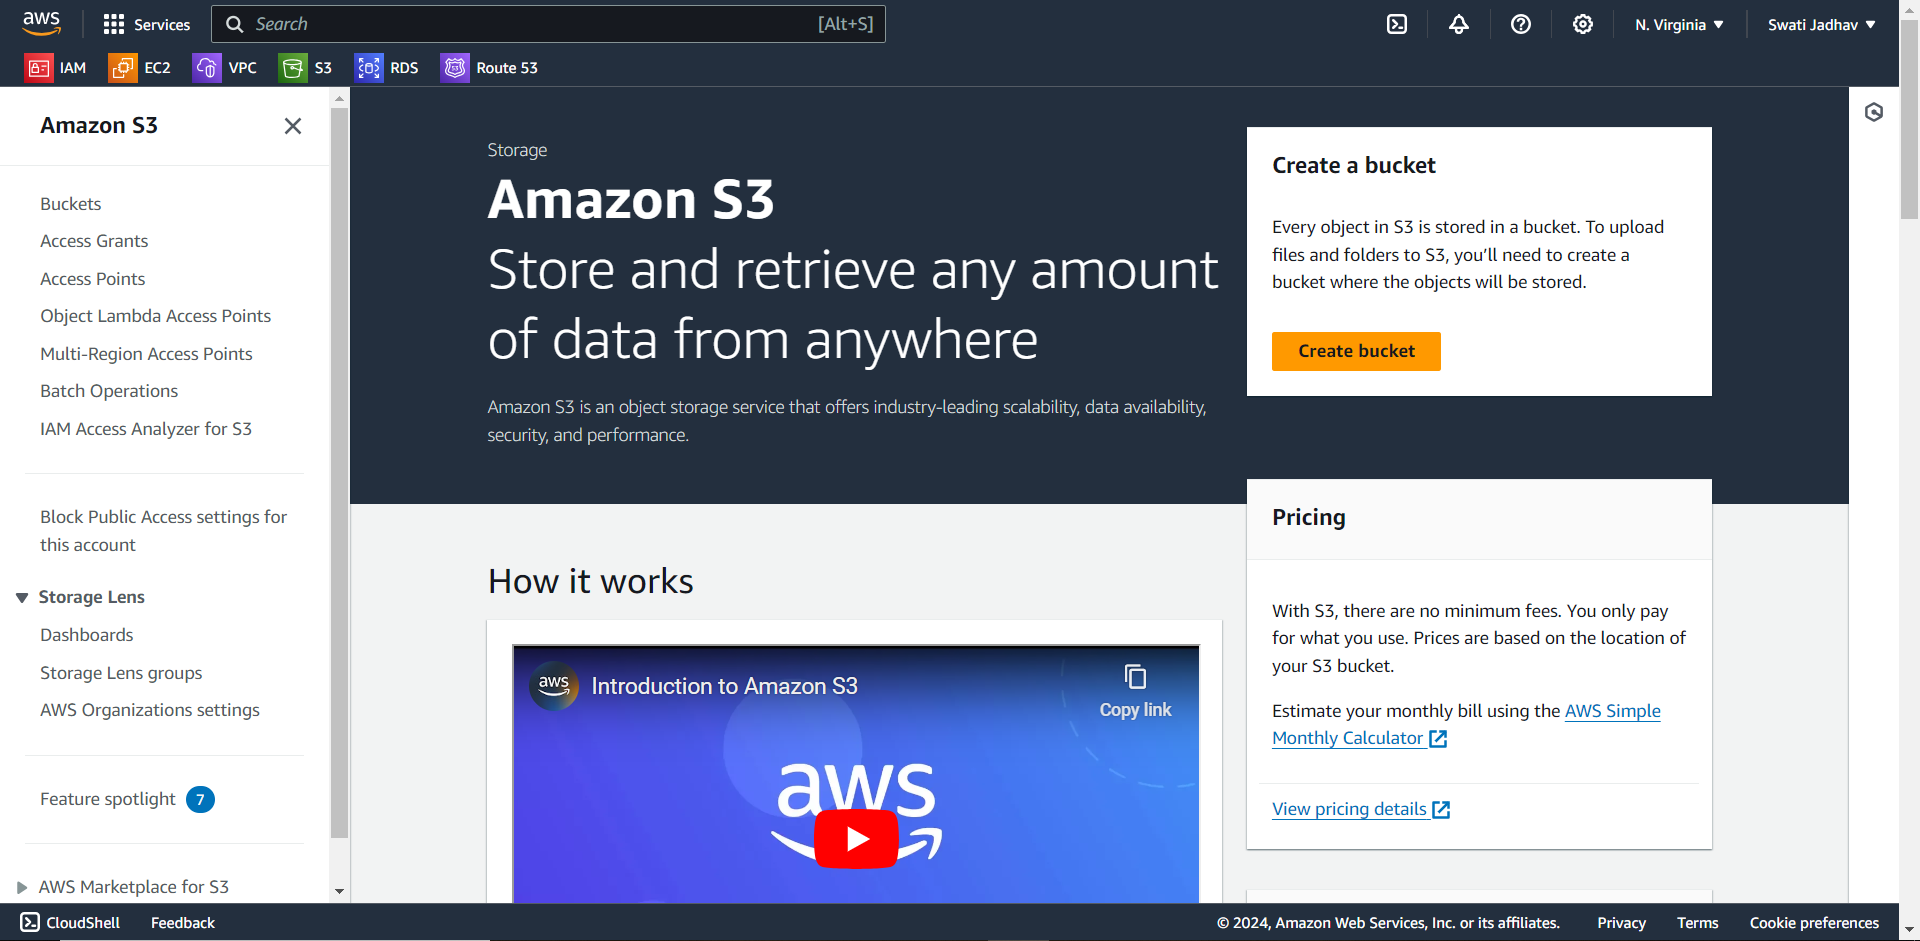 aws
Services
Search
[Alt+S]
N. Virginia
Swati Jadhav
IAM
EC2
VPC
S3
RDS
Route 53
Amazon S3
Buckets
Access Grants
Access Points
Object Lambda Access Points
Multi-Region Access Points
Batch Operations
IAM Access Analyzer for S3
Block Public Access settings for
this account
Storage Lens
Dashboards
Storage Lens groups
AWS Organizations settings
Feature spotlight 7
AWS Marketplace for S3
Storage
Amazon S3
Store and retrieve any amount
of data from anywhere
Amazon S3 is an object storage service that offers industry-leading scalability, data availability,
security, and performance.
How it works
aws
Introduction to Amazon S3
Copy link
aws
Create a bucket
Every object in S3 is stored in a bucket. To upload
files and folders to S3, you’ll need to create a
bucket where the objects will be stored.
Create bucket
Pricing
With S3, there are no minimum fees. You only pay
for what you use. Prices are based on the location of
your S3 bucket.
Estimate your monthly bill using the AWS Simple
Monthly Calculator
View pricing details
CloudShell
Feedback
© 2024, Amazon Web Services, Inc. or its affiliates.
Privacy
Terms
Cookie preferences